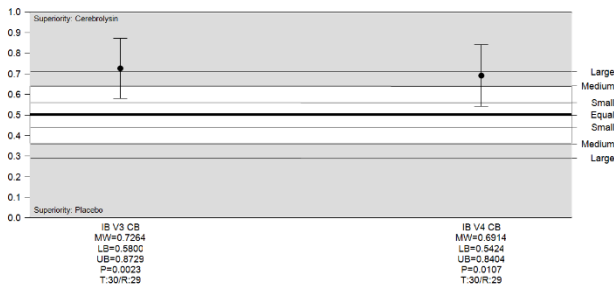 1.0
Superiority: Cerebrolysin
0.9
0.8
0.7
Large
Medium
0.6
Small
0.5
Equal
Small
0.4
Medium
0.3
Large
0.2
0.1
Superiority: Placebo
0.0
IB V3 CB
MW=0.7264
LB=0.5800
UB=0.8729
P=0.0023
T:30/R:29
IB V4 CB
MW=0.6914
LB=0.5424
UB=0.8404
P=0.0107
T:30/R:29